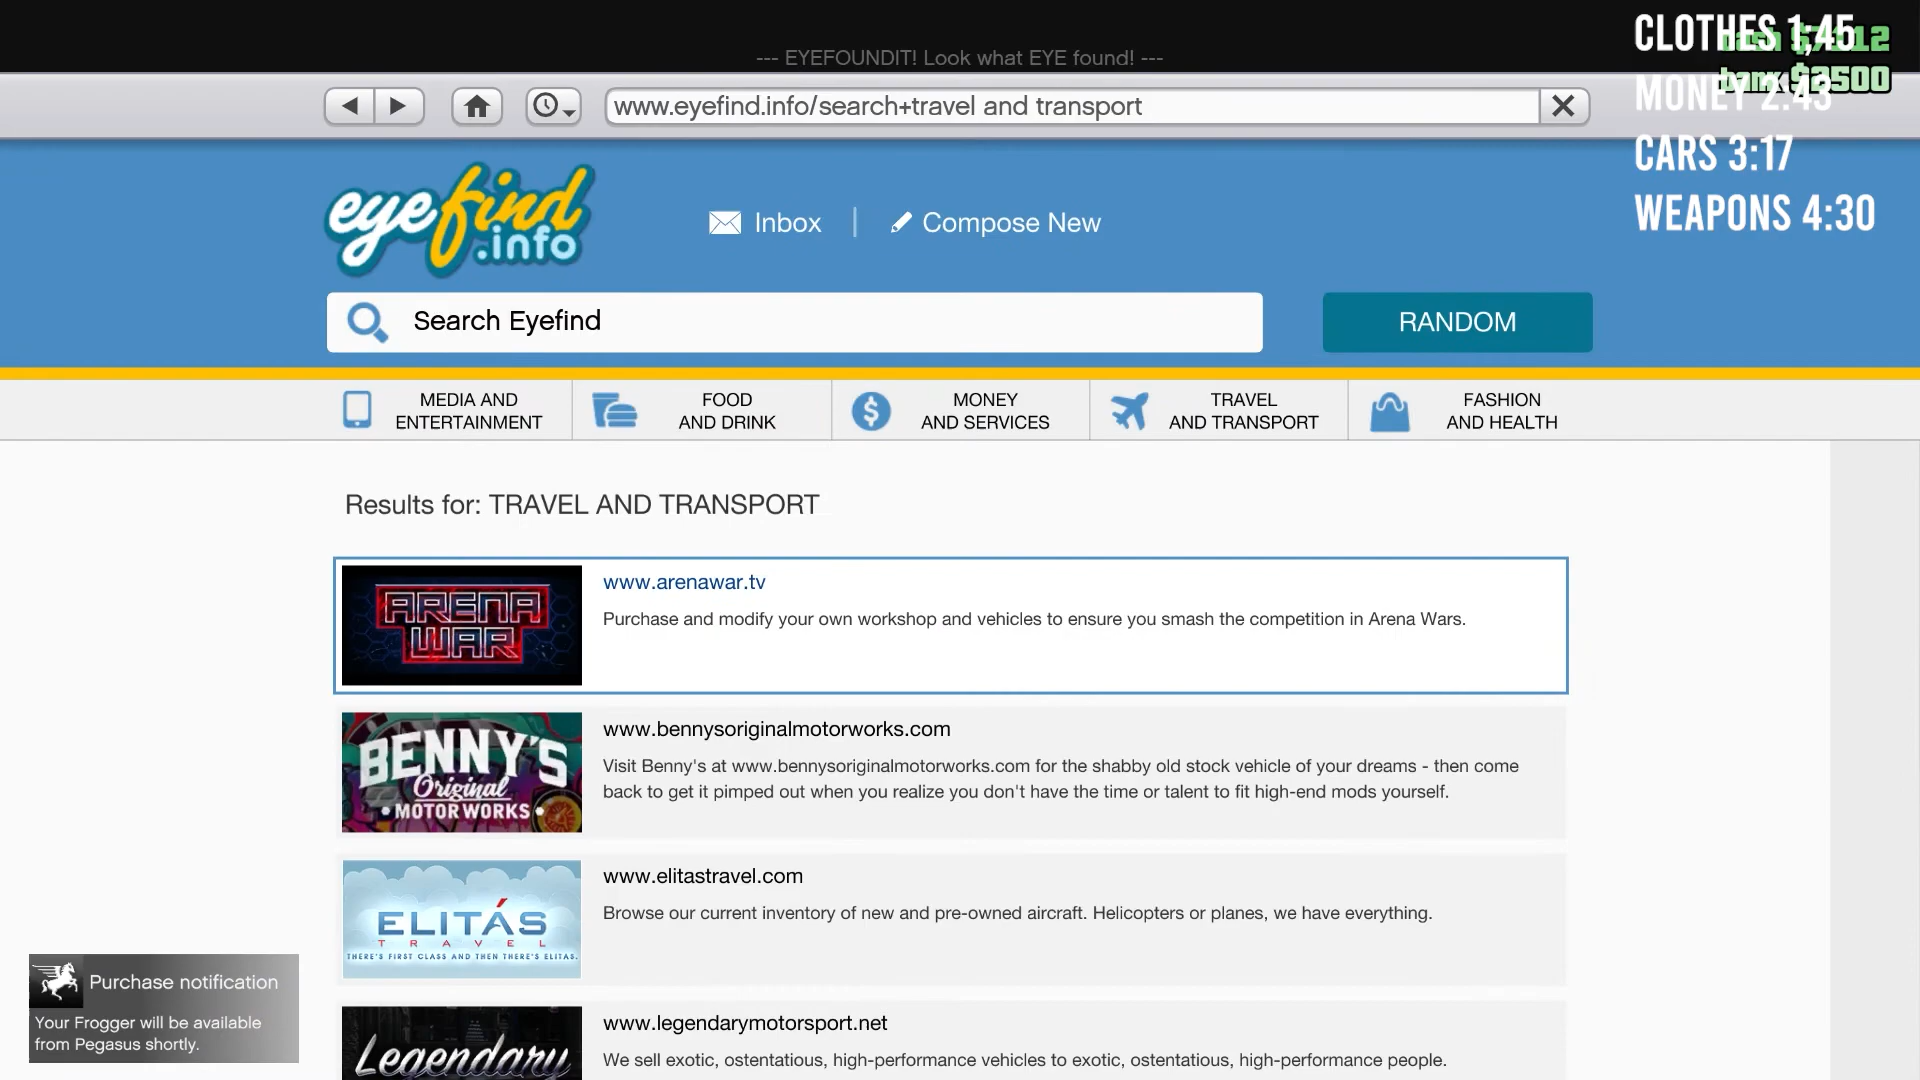 --- EYEFOUNDIT! Look what EYE found! ---
CLOTHES 1:45
MONEY 2:43
CARS 3:17
WEAPONS 4:30
bank $2500
www.eyefind.info/search+travel and transport
eyefind
.info
Inbox
Compose New
Search Eyefind
RANDOM
MEDIA AND
ENTERTAINMENT
FOOD
AND DRINK
MONEY
AND SERVICES
TRAVEL
AND TRANSPORT
FASHION
AND HEALTH
Results for: TRAVEL AND TRANSPORT
ARENA
WAR
www.arenawar.tv
Purchase and modify your own workshop and vehicles to ensure you smash the competition in Arena Wars.
BENNY'S
Original
MOTOR WORKS
www.bennysoriginalmotorworks.com
Visit Benny's at www.bennysoriginalmotorworks.com for the shabby old stock vehicle of your dreams - then come
back to get it pimped out when you realize you don't have the time or talent to fit high-end mods yourself.
ELITÁS
TRAVEL
THERE'S FIRST CLASS AND THEN THERE'S ELITAS.
www.elitastravel.com
Browse our current inventory of new and pre-owned aircraft. Helicopters or planes, we have everything.
Legendary
www.legendarymotorsport.net
We sell exotic, ostentatious, high-performance vehicles to exotic, ostentatious, high-performance people.
Purchase notification
Your Frogger will be available
from Pegasus shortly.